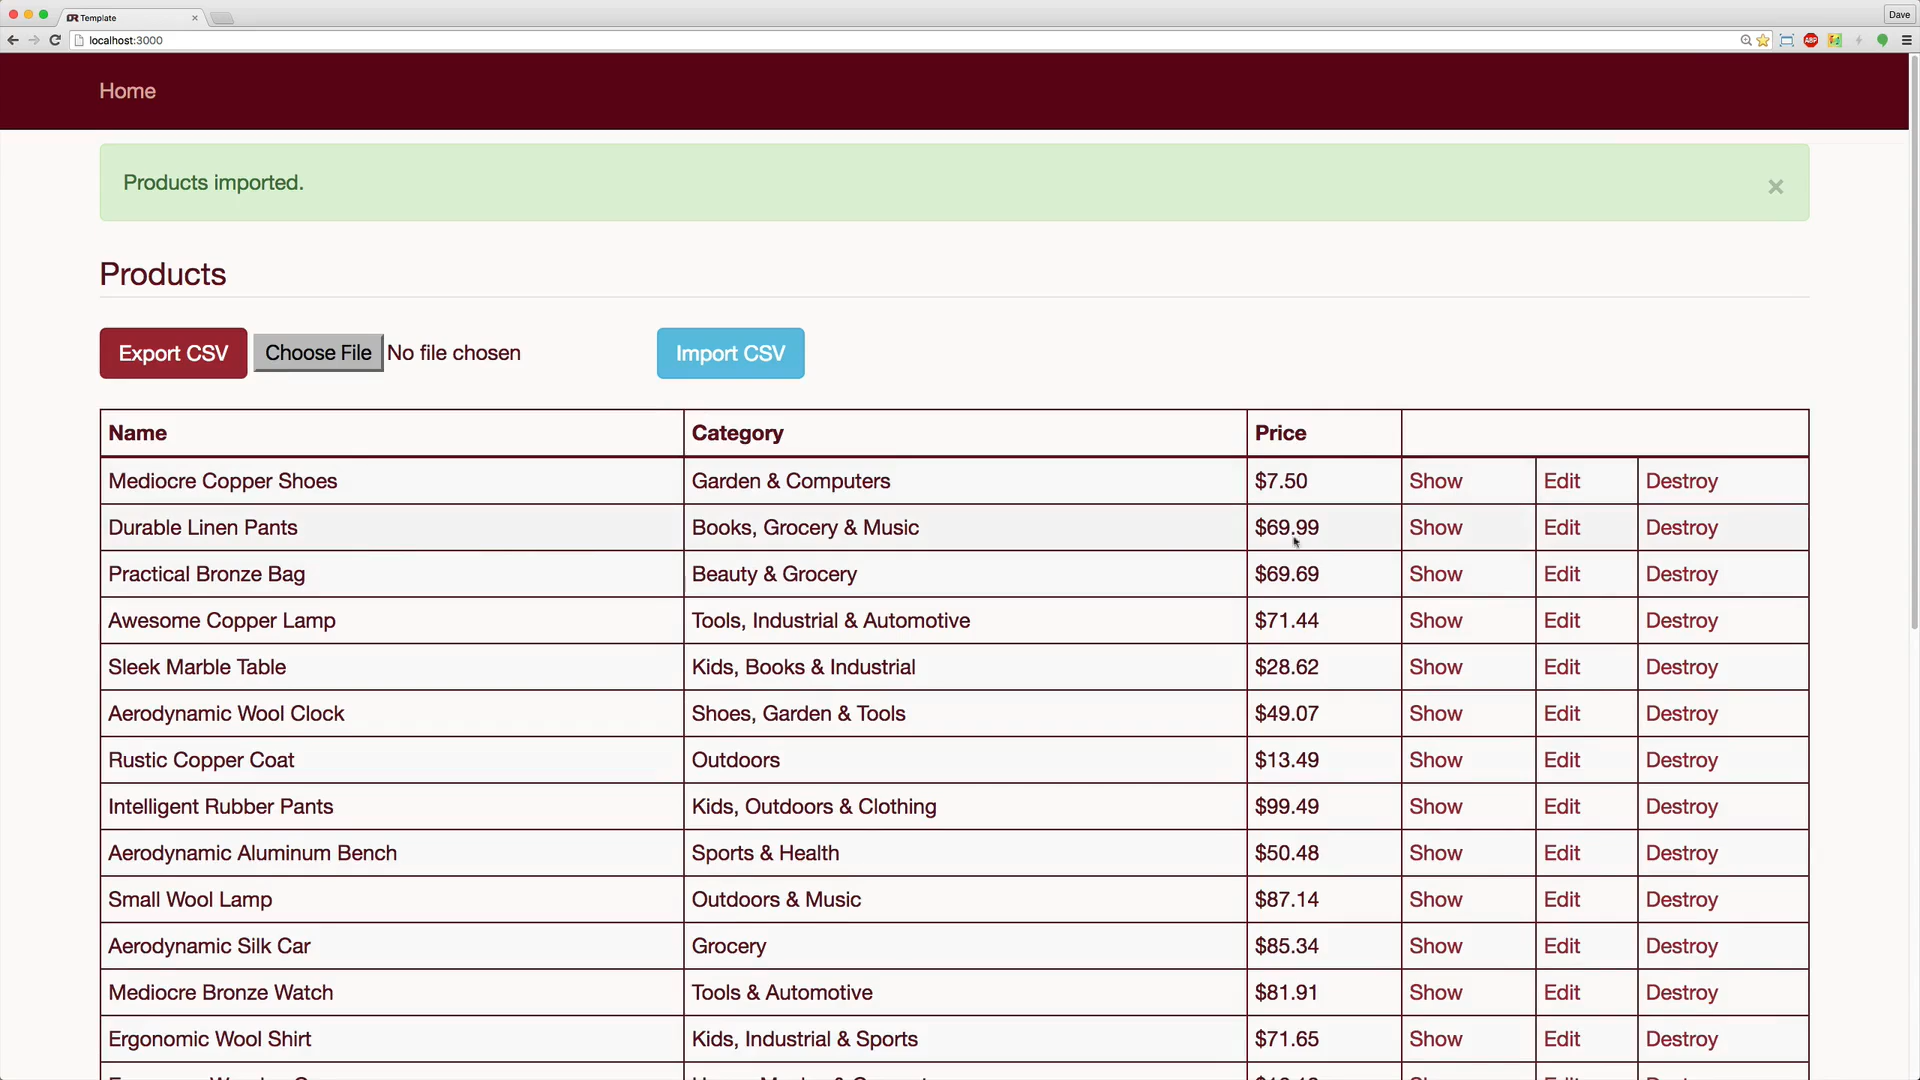 Template
Dave
localhost:3000
ABP
Home
Products imported.
×
Products
Export CSV Choose File No file chosen Import CSV
Name Category Price
Mediocre Copper Shoes Garden & Computers $7.50 Show Edit Destroy
Durable Linen Pants Books, Grocery & Music $69.99 Show Edit Destroy
Practical Bronze Bag Beauty & Grocery $69.69 Show Edit Destroy
Awesome Copper Lamp Tools, Industrial & Automotive $71.44 Show Edit Destroy
Sleek Marble Table Kids, Books & Industrial $28.62 Show Edit Destroy
Aerodynamic Wool Clock Shoes, Garden & Tools $49.07 Show Edit Destroy
Rustic Copper Coat Outdoors $13.49 Show Edit Destroy
Intelligent Rubber Pants Kids, Outdoors & Clothing $99.49 Show Edit Destroy
Aerodynamic Aluminum Bench Sports & Health $50.48 Show Edit Destroy
Small Wool Lamp Outdoors & Music $87.14 Show Edit Destroy
Aerodynamic Silk Car Grocery $85.34 Show Edit Destroy
Mediocre Bronze Watch Tools & Automotive $81.91 Show Edit Destroy
Ergonomic Wool Shirt Kids, Industrial & Sports $71.65 Show Edit Destroy